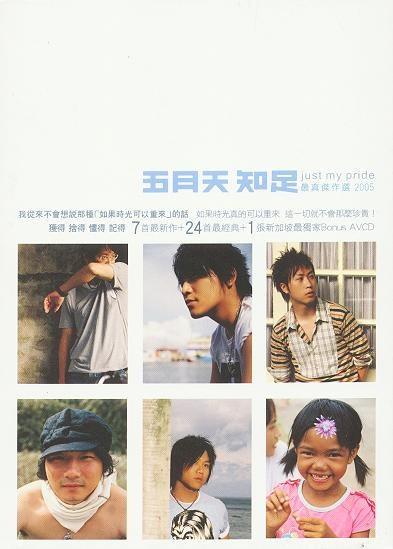 五月天 知足 just my pride
最真傑作選 2005
我從來不會想說那種「如果時光可以重來」的話 如果時光真的可以重來 這一切就不會那麼珍貴!
獲得 捨得 懂得 記得 7首最新作+24首最經典+1張新加坡最獨家Bonus AVCD